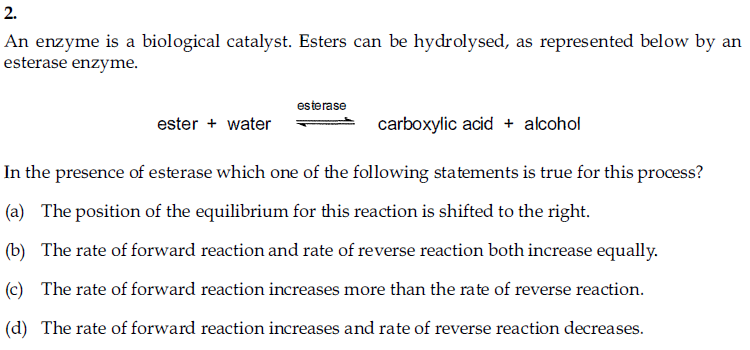 2.
An enzyme is a biological catalyst. Esters can be hydrolysed, as represented below by an
esterase enzyme.
esterase
ester + water ⇌ carboxylic acid + alcohol
In the presence of esterase which one of the following statements is true for this process?
(a) The position of the equilibrium for this reaction is shifted to the right.
(b) The rate of forward reaction and rate of reverse reaction both increase equally.
(c) The rate of forward reaction increases more than the rate of reverse reaction.
(d) The rate of forward reaction increases and rate of reverse reaction decreases.